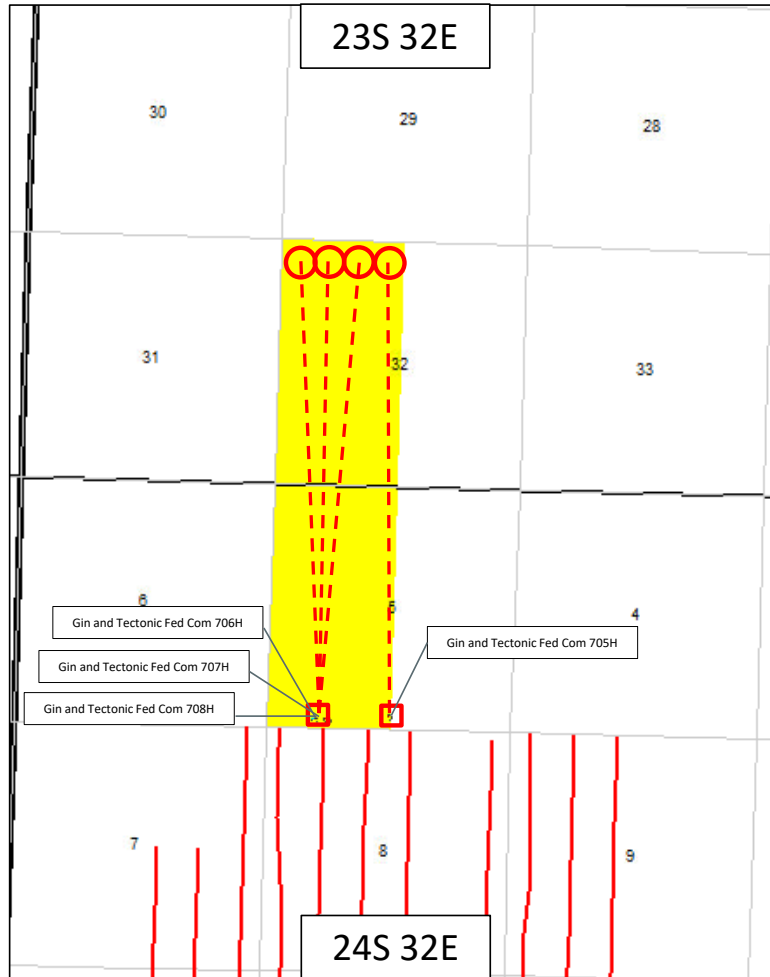 23S 32E
30
29
28
31
32
33
6
5
4
Gin and Tectonic Fed Com 706H
Gin and Tectonic Fed Com 705H
Gin and Tectonic Fed Com 707H
Gin and Tectonic Fed Com 708H
7
8
9
24S 32E